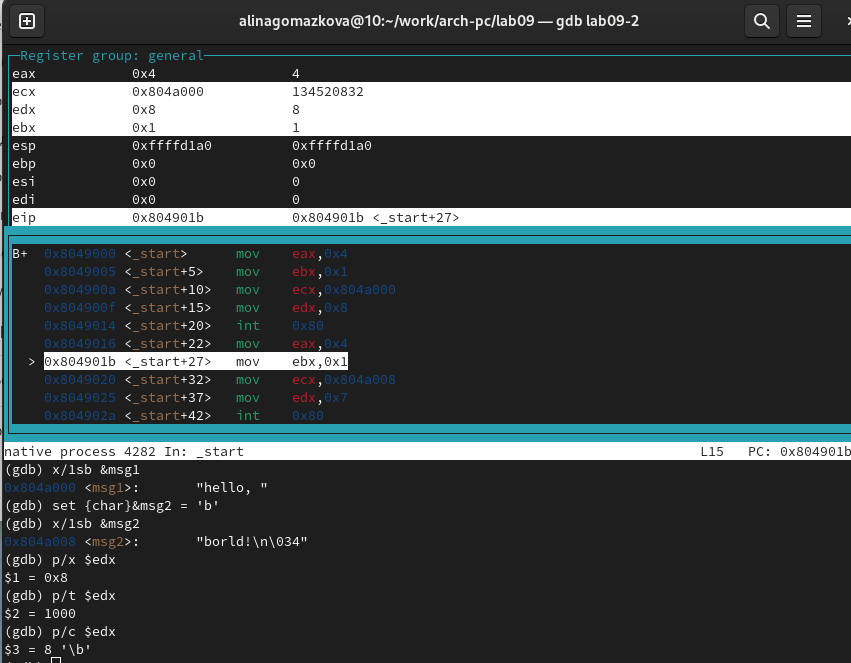 alinagomazkova@10:~/work/arch-pc/lab09 — gdb lab09-2
Register group: general
eax 0x4 4
ecx 0x804a000 134520832
edx 0x8 8
ebx 0x1 1
esp 0xffffd1a0 0xffffd1a0
ebp 0x0 0x0
esi 0x0 0
edi 0x0 0
eip 0x804901b 0x804901b <_start+27>
B+ 0x8049000 <_start> mov eax,0x4
0x8049005 <_start+5> mov ebx,0x1
0x804900a <_start+10> mov ecx,0x804a000
0x804900f <_start+15> mov edx,0x8
0x8049014 <_start+20> int 0x80
0x8049016 <_start+22> mov eax,0x4
> 0x804901b <_start+27> mov ebx,0x1
0x8049020 <_start+32> mov ecx,0x804a008
0x8049025 <_start+37> mov edx,0x7
0x804902a <_start+42> int 0x80
native process 4282 In: _start L15 PC: 0x804901b
(gdb) x/1sb &msg1
0x804a000 <msg1>: "hello, "
(gdb) set {char}&msg2 = 'b'
(gdb) x/1sb &msg2
0x804a008 <msg2>: "borld!\n\034"
(gdb) p/x $edx
$1 = 0x8
(gdb) p/t $edx
$2 = 1000
(gdb) p/c $edx
$3 = 8 '\b'